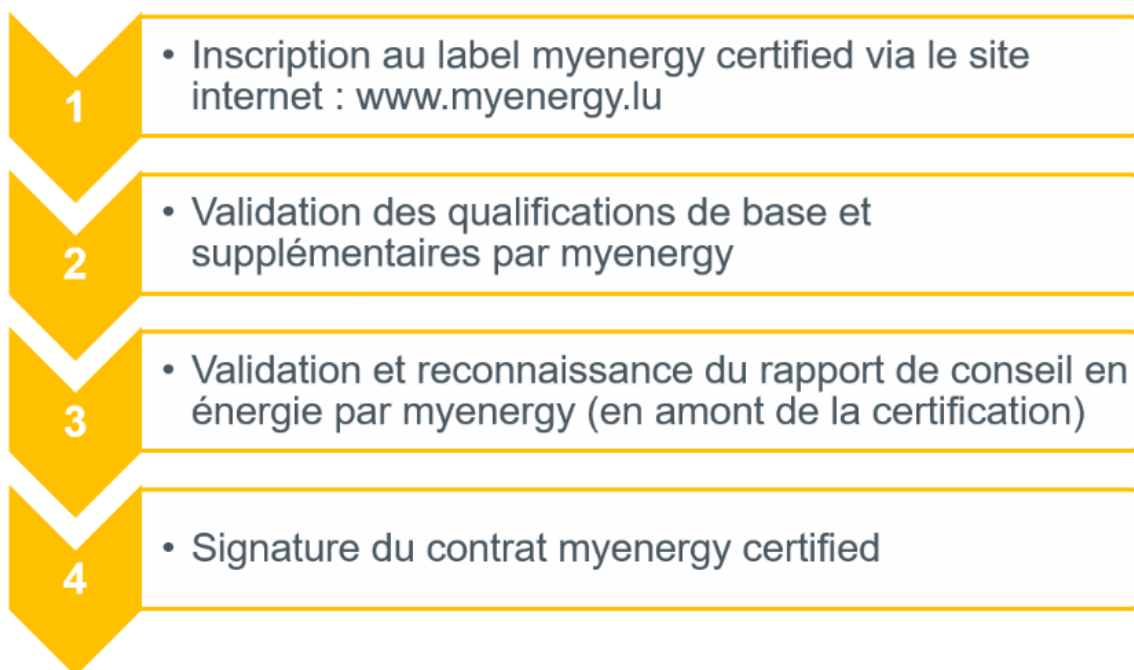 1
• Inscription au label myenergy certified via le site
internet : www.myenergy.lu
2
• Validation des qualifications de base et
supplémentaires par myenergy
3
• Validation et reconnaissance du rapport de conseil en
énergie par myenergy (en amont de la certification)
4
• Signature du contrat myenergy certified